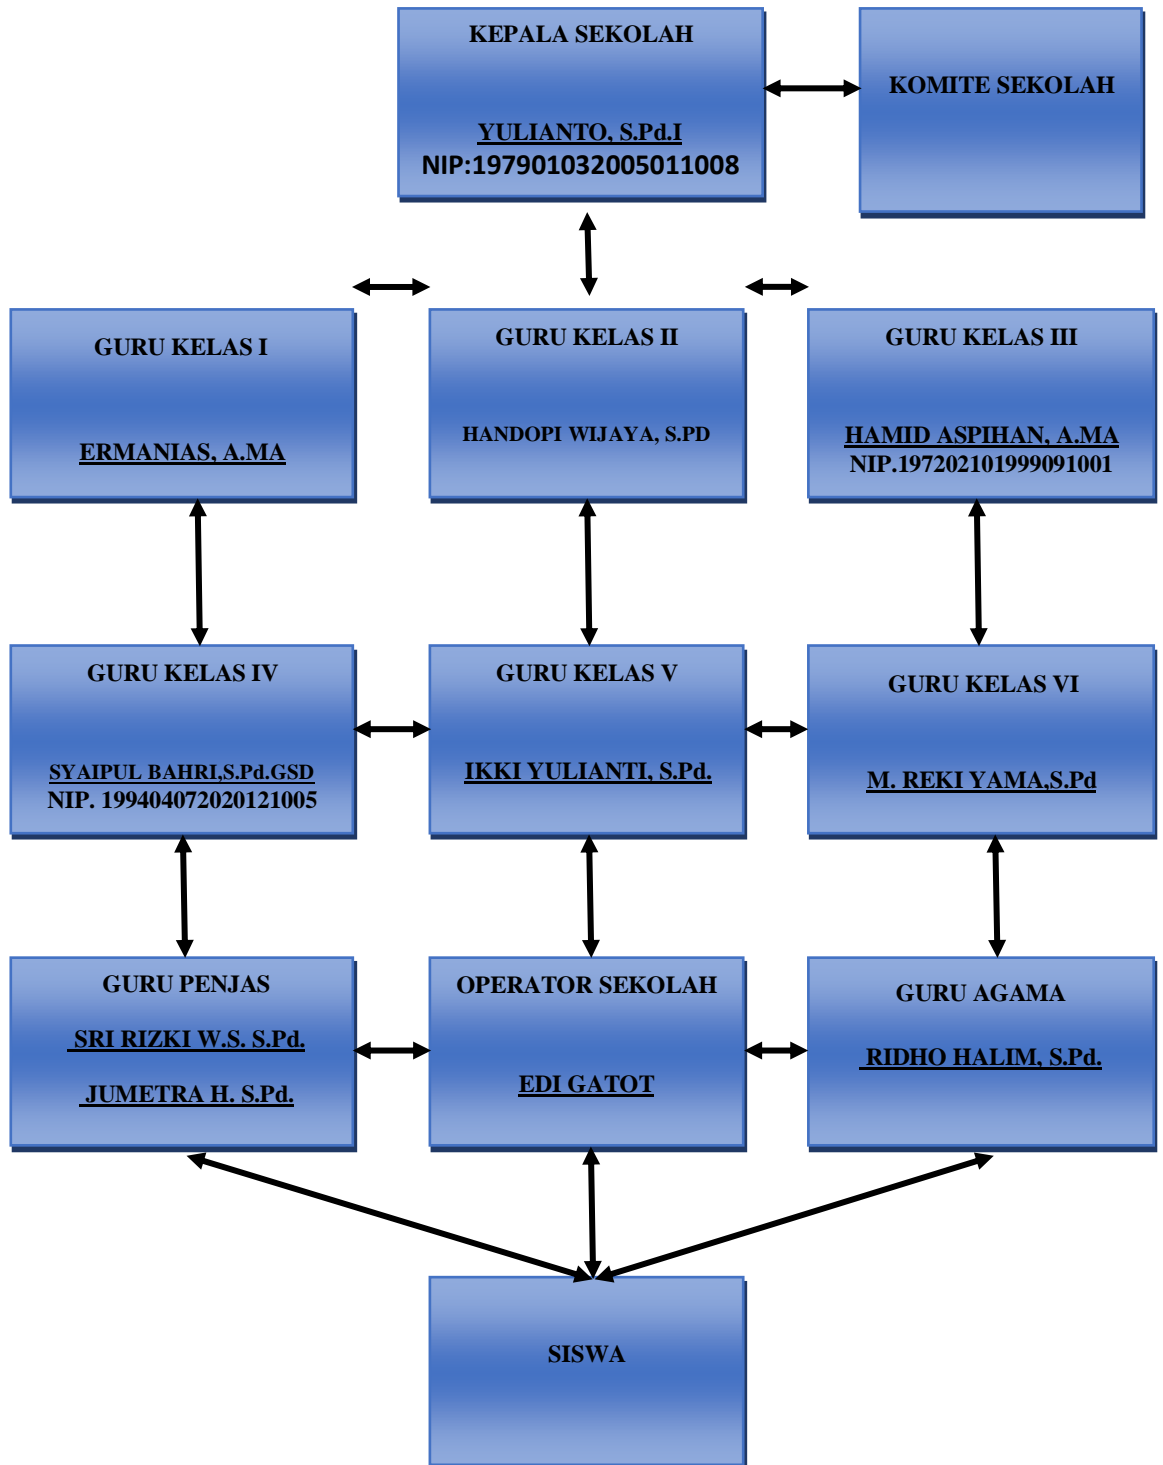 KEPALA SEKOLAH
YULIANTO, S.Pd.I
NIP:197901032005011008
KOMITE SEKOLAH
GURU KELAS I
ERMANIAS, A.MA
GURU KELAS II
HANDOPI WIJAYA, S.PD
GURU KELAS III
HAMID ASPIHAN, A.MA
NIP.197202101999091001
GURU KELAS IV
SYAIPUL BAHRI,S.Pd.GSD
NIP. 199404072020121005
GURU KELAS V
IKKI YULIANTI, S.Pd.
GURU KELAS VI
M. REKI YAMA,S.Pd
GURU PENJAS
SRI RIZKI W.S. S.Pd.
JUMETRA H. S.Pd.
OPERATOR SEKOLAH
EDI GATOT
GURU AGAMA
RIDHO HALIM, S.Pd.
SISWA